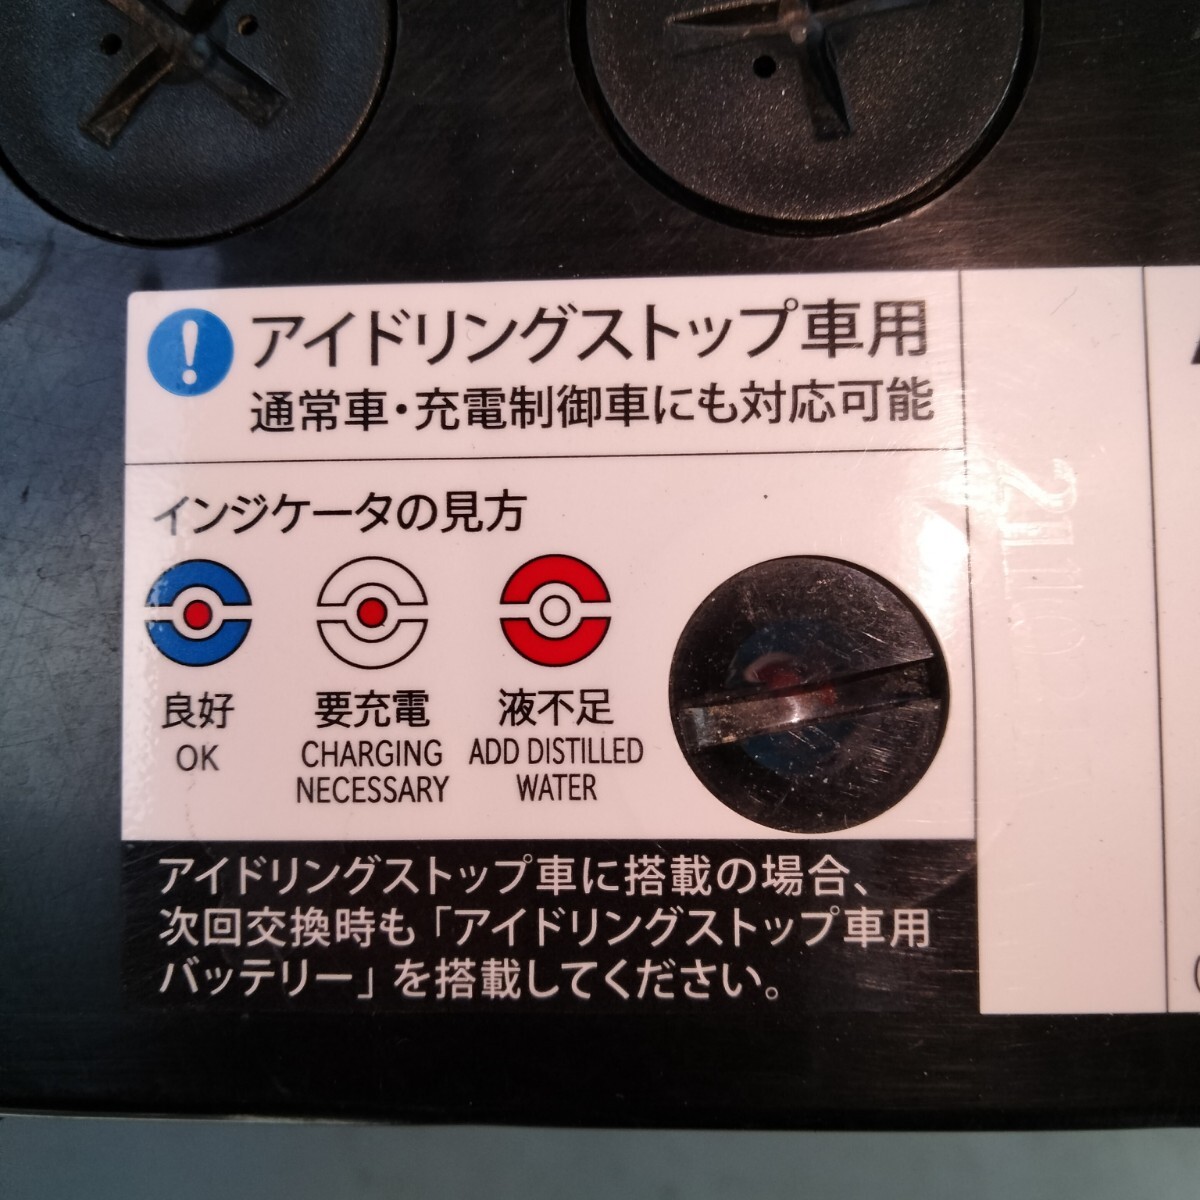 アイドリングストップ車用
通常車・充電制御車にも対応可能
インジケータの見方
良好
OK
要充電
CHARGING
NECESSARY
液不足
ADD DISTILLED
WATER
アイドリングストップ車に搭載の場合、
次回交換時も「アイドリングストップ車用
バッテリー」を搭載してください。